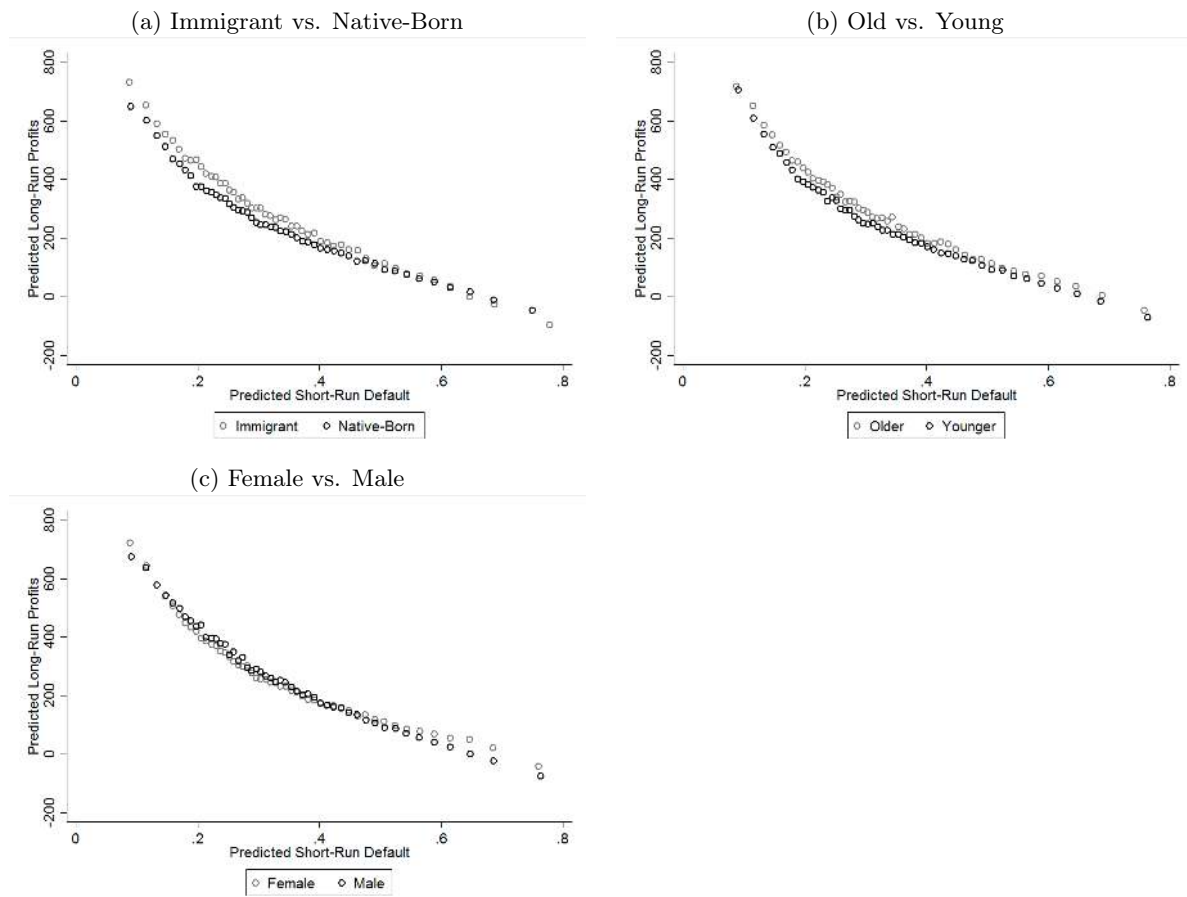 (a) Immigrant vs. Native-Born
Predicted Long-Run Profits
800
600
400
200
0
-200
0 .2 .4 .6 .8
Predicted Short-Run Default
Immigrant Native-Born
(b) Old vs. Young
Predicted Long-Run Profits
800
600
400
200
0
-200
0 .2 .4 .6 .8
Predicted Short-Run Default
Older Younger
(c) Female vs. Male
Predicted Long-Run Profits
800
600
400
200
0
-200
0 .2 .4 .6 .8
Predicted Short-Run Default
Female Male